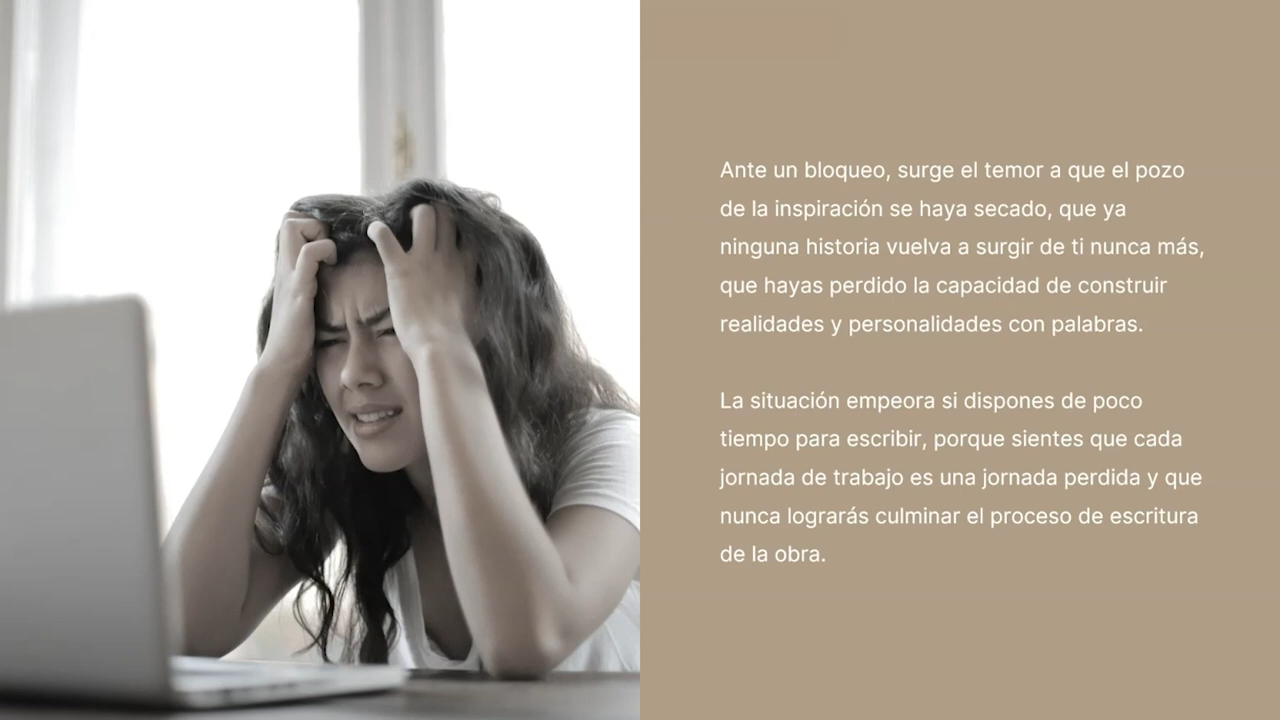 Ante un bloqueo, surge el temor a que el pozo
de la inspiración se haya secado, que ya
ninguna historia vuelva a surgir de ti nunca más,
que hayas perdido la capacidad de construir
realidades y personalidades con palabras.
La situación empeora si dispones de poco
tiempo para escribir, porque sientes que cada
jornada de trabajo es una jornada perdida y que
nunca lograrás culminar el proceso de escritura
de la obra.